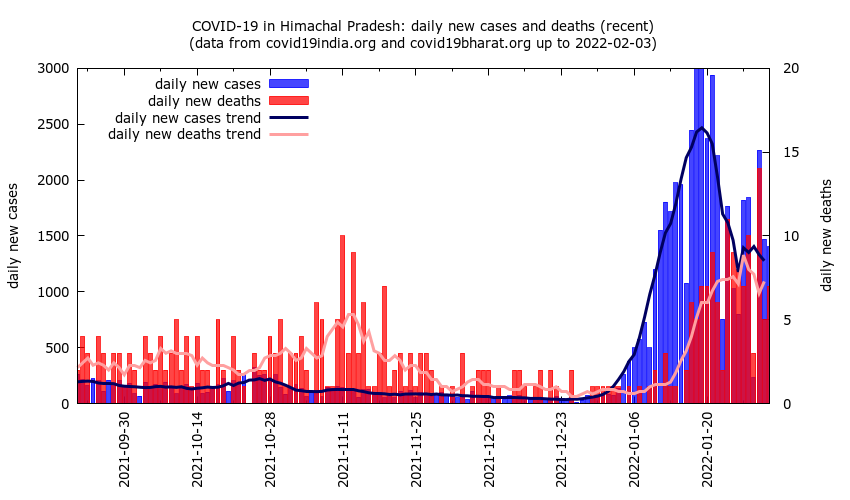 COVID-19 in Himachal Pradesh: daily new cases and deaths (recent)
(data from covid19india.org and covid19bharat.org up to 2022-02-03)
daily new cases
daily new deaths
daily new cases trend
daily new deaths trend
3000
2500
2000
1500
1000
500
0
20
15
10
5
0
daily new cases
daily new deaths
2021-09-30
2021-10-14
2021-10-28
2021-11-11
2021-11-25
2021-12-09
2021-12-23
2022-01-06
2022-01-20